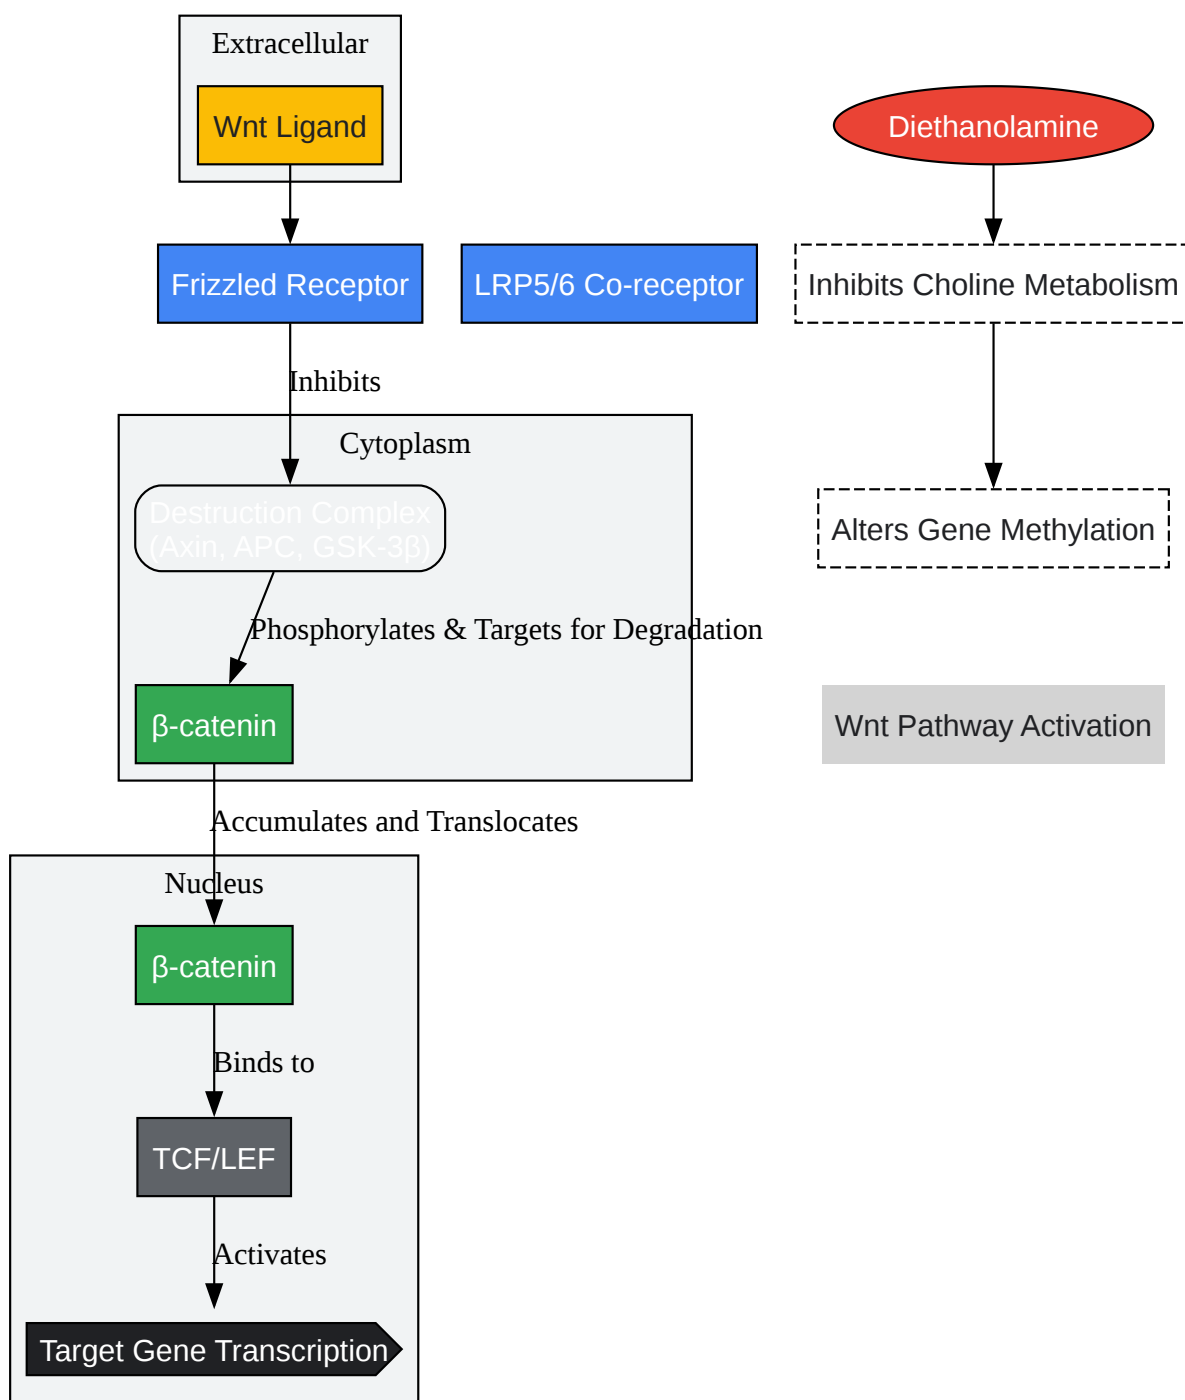 Extracellular
Wnt Ligand
Diethanolamine
Frizzled Receptor
LRP5/6 Co-receptor
Inhibits Choline Metabolism
Inhibits
Cytoplasm
Destruction Complex
(Axin, APC, GSK-3β)
Alters Gene Methylation
Phosphorylates & Targets for Degradation
β-catenin
Wnt Pathway Activation
Accumulates and Translocates
Nucleus
β-catenin
Binds to
TCF/LEF
Activates
Target Gene Transcription